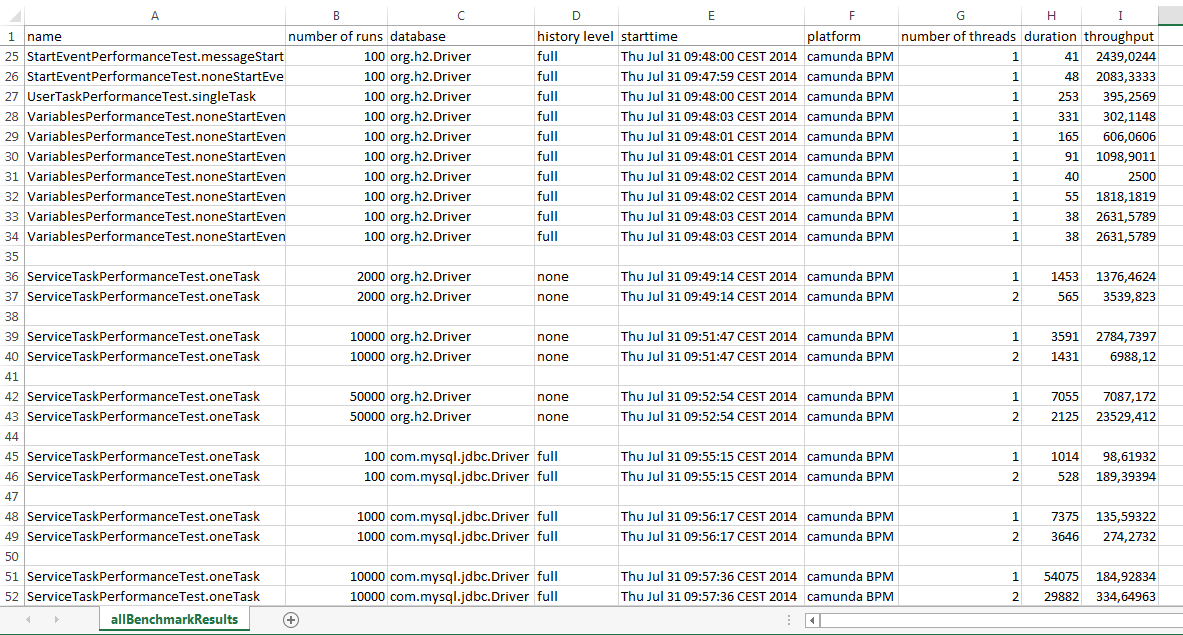 A B C D E F G H I
1 name number of runs database history level starttime platform number of threads duration throughput
25 StartEventPerformanceTest.messageStart 100 org.h2.Driver full Thu Jul 31 09:48:00 CEST 2014 camunda BPM 1 41 2439,0244
26 StartEventPerformanceTest.noneStartEve 100 org.h2.Driver full Thu Jul 31 09:47:59 CEST 2014 camunda BPM 1 48 2083,3333
27 UserTaskPerformanceTest.singleTask 100 org.h2.Driver full Thu Jul 31 09:48:00 CEST 2014 camunda BPM 1 253 395,2569
28 VariablesPerformanceTest.noneStartEven 100 org.h2.Driver full Thu Jul 31 09:48:03 CEST 2014 camunda BPM 1 331 302,1148
29 VariablesPerformanceTest.noneStartEven 100 org.h2.Driver full Thu Jul 31 09:48:01 CEST 2014 camunda BPM 1 165 606,0606
30 VariablesPerformanceTest.noneStartEven 100 org.h2.Driver full Thu Jul 31 09:48:01 CEST 2014 camunda BPM 1 91 1098,9011
31 VariablesPerformanceTest.noneStartEven 100 org.h2.Driver full Thu Jul 31 09:48:02 CEST 2014 camunda BPM 1 40 2500
32 VariablesPerformanceTest.noneStartEven 100 org.h2.Driver full Thu Jul 31 09:48:02 CEST 2014 camunda BPM 1 55 1818,1819
33 VariablesPerformanceTest.noneStartEven 100 org.h2.Driver full Thu Jul 31 09:48:03 CEST 2014 camunda BPM 1 38 2631,5789
34 VariablesPerformanceTest.noneStartEven 100 org.h2.Driver full Thu Jul 31 09:48:03 CEST 2014 camunda BPM 1 38 2631,5789
35
36 ServiceTaskPerformanceTest.oneTask 2000 org.h2.Driver none Thu Jul 31 09:49:14 CEST 2014 camunda BPM 1 1453 1376,4624
37 ServiceTaskPerformanceTest.oneTask 2000 org.h2.Driver none Thu Jul 31 09:49:14 CEST 2014 camunda BPM 2 565 3539,823
38
39 ServiceTaskPerformanceTest.oneTask 10000 org.h2.Driver none Thu Jul 31 09:51:47 CEST 2014 camunda BPM 1 3591 2784,7397
40 ServiceTaskPerformanceTest.oneTask 10000 org.h2.Driver none Thu Jul 31 09:51:47 CEST 2014 camunda BPM 2 1431 6988,12
41
42 ServiceTaskPerformanceTest.oneTask 50000 org.h2.Driver none Thu Jul 31 09:52:54 CEST 2014 camunda BPM 1 7055 7087,172
43 ServiceTaskPerformanceTest.oneTask 50000 org.h2.Driver none Thu Jul 31 09:52:54 CEST 2014 camunda BPM 2 2125 23529,412
44
45 ServiceTaskPerformanceTest.oneTask 100 com.mysql.jdbc.Driver full Thu Jul 31 09:55:15 CEST 2014 camunda BPM 1 1014 98,61932
46 ServiceTaskPerformanceTest.oneTask 100 com.mysql.jdbc.Driver full Thu Jul 31 09:55:15 CEST 2014 camunda BPM 2 528 189,39394
47
48 ServiceTaskPerformanceTest.oneTask 1000 com.mysql.jdbc.Driver full Thu Jul 31 09:56:17 CEST 2014 camunda BPM 1 7375 135,59322
49 ServiceTaskPerformanceTest.oneTask 1000 com.mysql.jdbc.Driver full Thu Jul 31 09:56:17 CEST 2014 camunda BPM 2 3646 274,2732
50
51 ServiceTaskPerformanceTest.oneTask 10000 com.mysql.jdbc.Driver full Thu Jul 31 09:57:36 CEST 2014 camunda BPM 1 54075 184,92834
52 ServiceTaskPerformanceTest.oneTask 10000 com.mysql.jdbc.Driver full Thu Jul 31 09:57:36 CEST 2014 camunda BPM 2 29882 334,64963
allBenchmarkResults